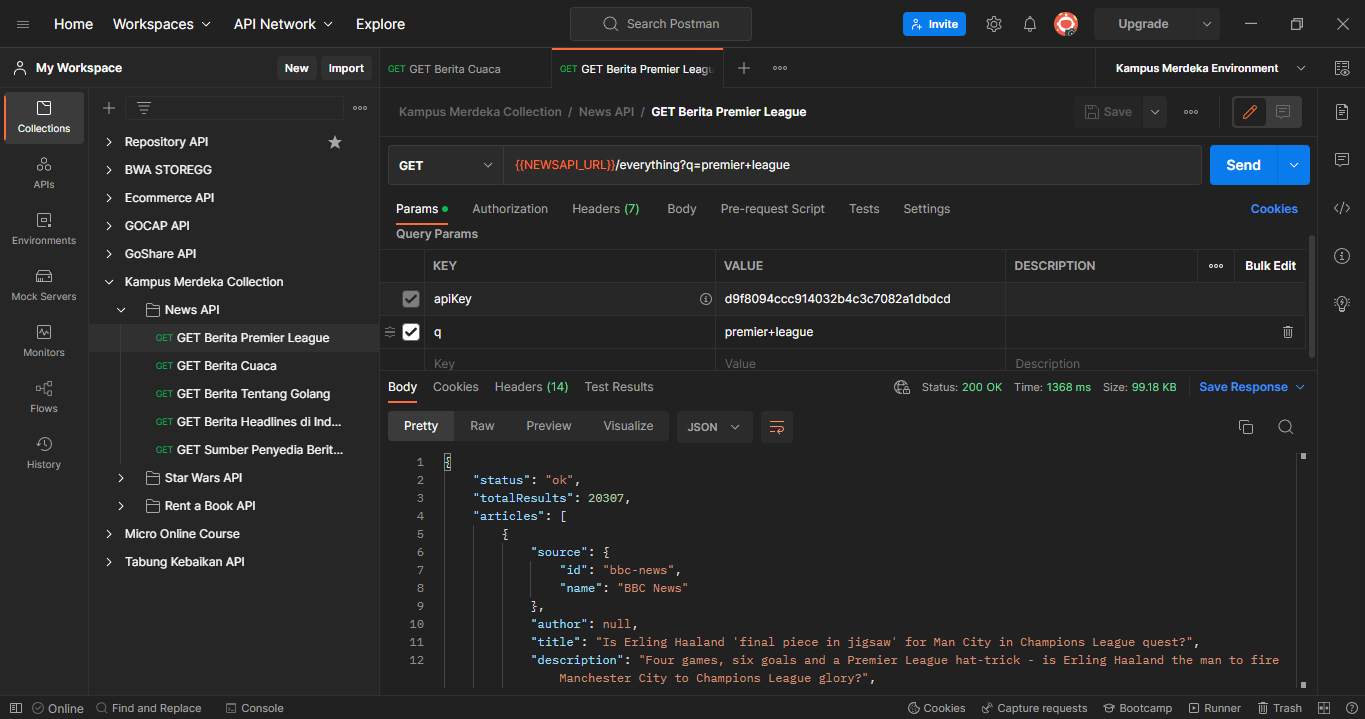 Home Workspaces API Network Explore Search Postman Invite Upgrade
My Workspace New Import GET GET Berita Cuaca GET GET Berita Premier Leagu Kampus Merdeka Environment
Collections
APIs
Environments
Mock Servers
Monitors
Flows
History
Repository API
BWA STOREGG
Ecommerce API
GOCAP API
GoShare API
Kampus Merdeka Collection
News API
GET GET Berita Premier League
GET GET Berita Cuaca
GET GET Berita Tentang Golang
GET GET Berita Headlines di Ind...
GET GET Sumber Penyedia Berit...
Star Wars API
Rent a Book API
Micro Online Course
Tabung Kebaikan API
Kampus Merdeka Collection / News API / GET Berita Premier League Save
GET {{NEWSAPI_URL}}/everything?q=premier+league Send
Params Authorization Headers (7) Body Pre-request Script Tests Settings Cookies
Query Params
KEY VALUE DESCRIPTION Bulk Edit
apiKey d9f8094ccc914032b4c3c7082a1dbdcd
q premier+league
Key Value Description
Body Cookies Headers (14) Test Results Status: 200 OK Time: 1368 ms Size: 99.18 KB Save Response
Pretty Raw Preview Visualize JSON
1 {
2 "status": "ok",
3 "totalResults": 20307,
4 "articles": [
5 {
6 "source": {
7 "id": "bbc-news",
8 "name": "BBC News"
9 },
10 "author": null,
11 "title": "Is Erling Haaland 'final piece in jigsaw' for Man City in Champions League quest?",
12 "description": "Four games, six goals and a Premier League hat-trick - is Erling Haaland the man to fire
Manchester City to Champions League glory?",
Online Find and Replace Console Cookies Capture requests Bootcamp Runner Trash